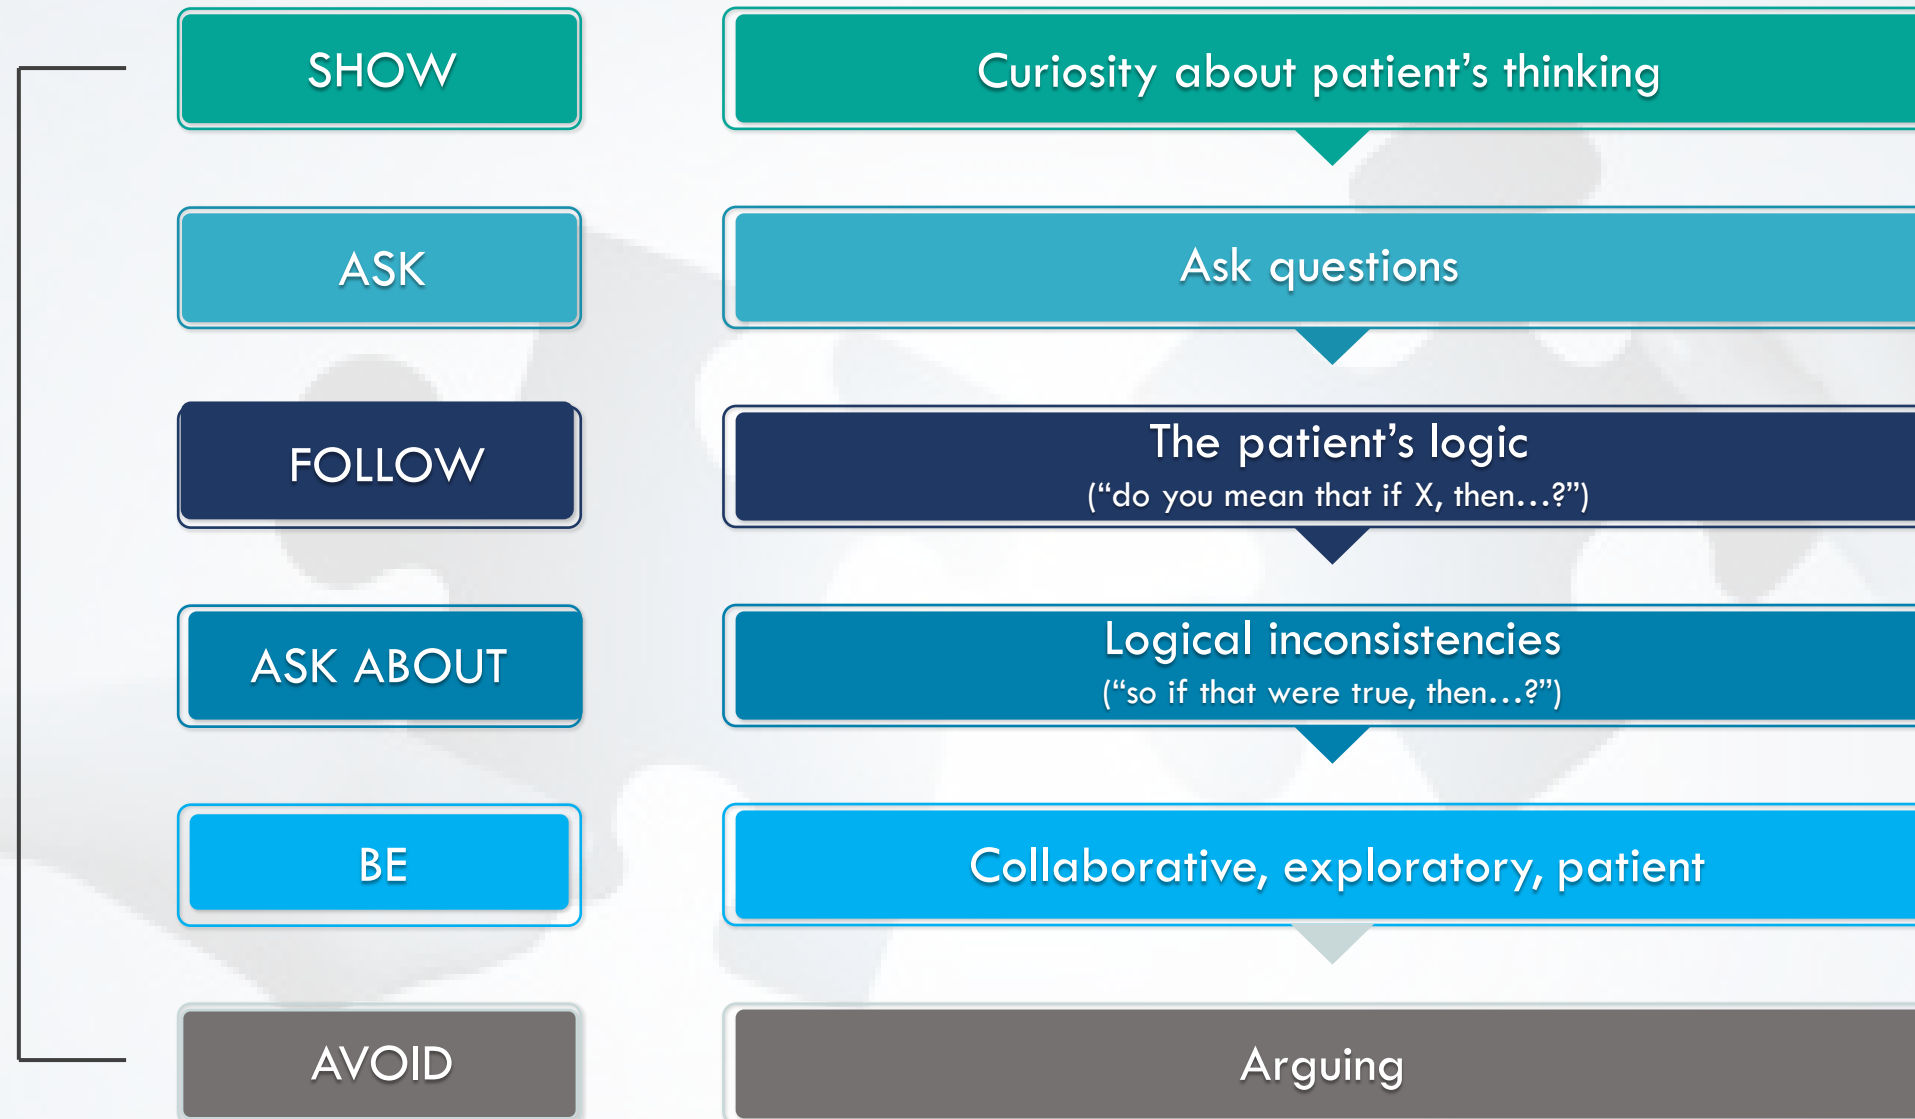 SHOW
Curiosity about patient’s thinking
ASK
Ask questions
FOLLOW
The patient’s logic
(“do you mean that if X, then…?”)
ASK ABOUT
Logical inconsistencies
(“so if that were true, then…?”)
BE
Collaborative, exploratory, patient
AVOID
Arguing